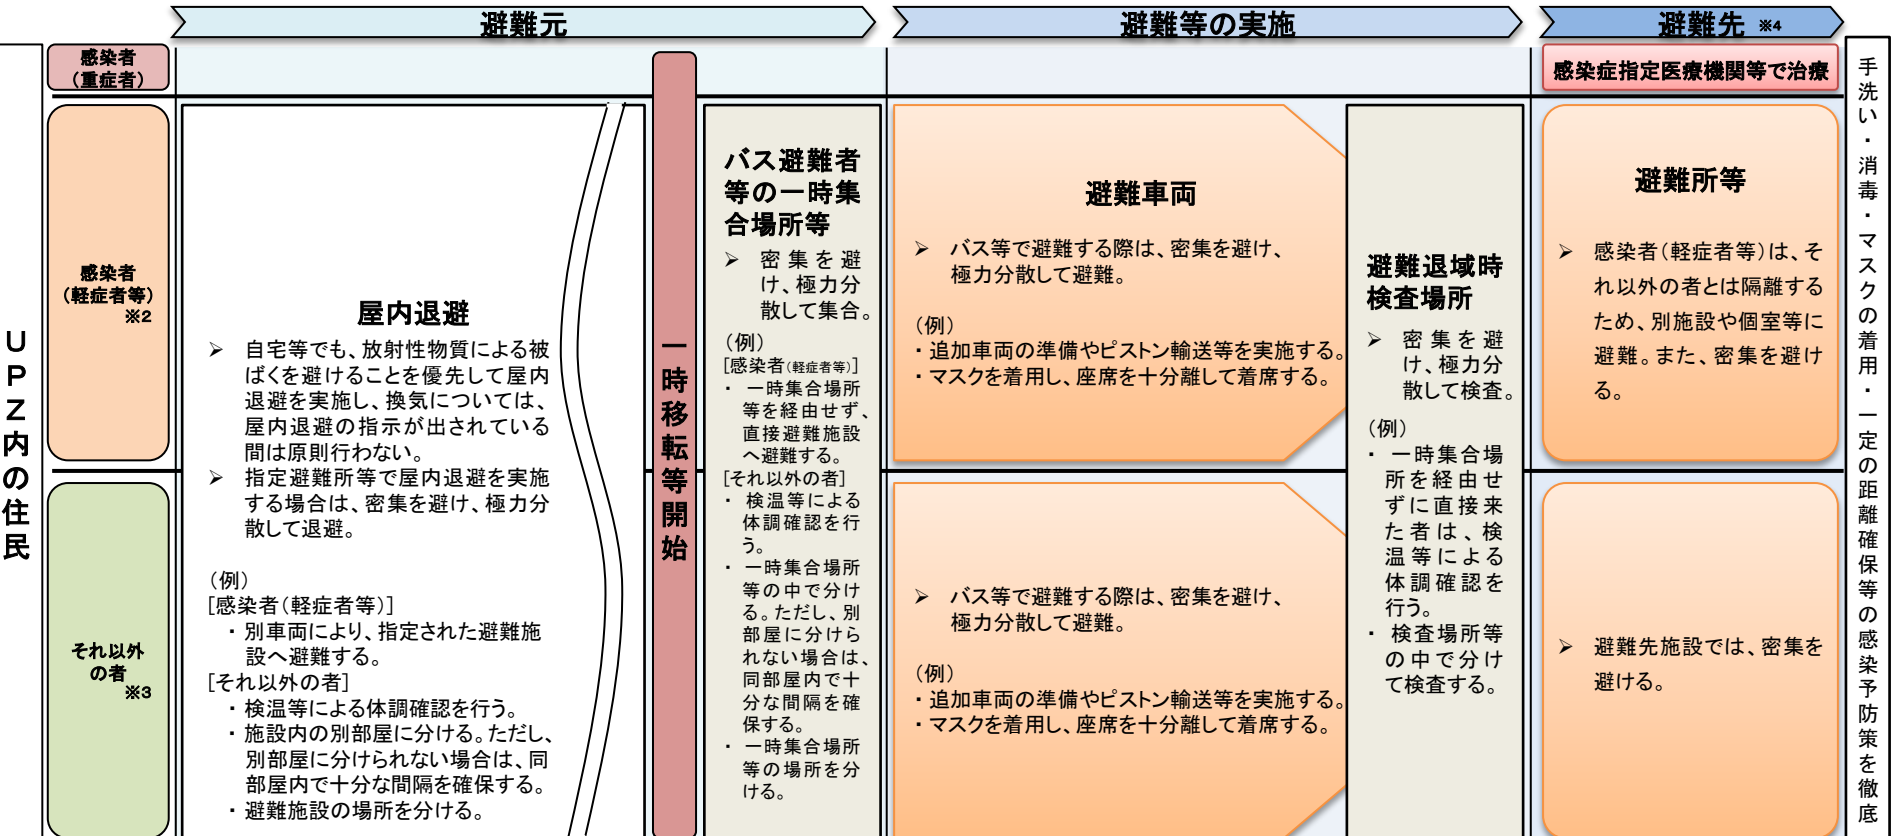 避難元
避難等の実施
避難先 ※4
UPZ内の住民
感染者
(重症者)
感染症指定医療機関等で治療
感染者
(軽症者等)
※2
それ以外
の者
※3
屋内退避
➢ 自宅等でも、放射性物質による被
ばくを避けることを優先して屋内
退避を実施し、換気については、
屋内退避の指示が出されている
間は原則行わない。
➢ 指定避難所等で屋内退避を実施
する場合は、密集を避け、極力分
散して退避。
(例)
[感染者(軽症者等)]
・別車両により、指定された避難施
設へ避難する。
[それ以外の者]
・検温等による体調確認を行う。
・施設内の別部屋に分ける。ただし、
別部屋に分けられない場合は、同
部屋内で十分な間隔を確保する。
・避難施設の場所を分ける。
一時移転等開始
バス避難者
等の一時集
合場所等
➢ 密集を避
け、極力分
散して集合。
(例)
[感染者(軽症者等)]
・ 一時集合場所
等を経由せず、
直接避難施設
へ避難する。
[それ以外の者]
・ 検温等による
体調確認を行
う。
・ 一時集合場所
等の中で分け
る。ただし、別
部屋に分けら
れない場合は、
同部屋内で十
分な間隔を確
保する。
・ 一時集合場所
等の場所を分
ける。
避難車両
➢ バス等で避難する際は、密集を避け、
極力分散して避難。
(例)
・追加車両の準備やピストン輸送等を実施する。
・マスクを着用し、座席を十分離して着席する。
➢ バス等で避難する際は、密集を避け、
極力分散して避難。
(例)
・追加車両の準備やピストン輸送等を実施する。
・マスクを着用し、座席を十分離して着席する。
避難退域時
検査場所
➢ 密集を避
け、極力分
散して検査。
(例)
・ 一時集合場
所を経由せ
ずに直接来
た者は、検
温等による
体調確認を
行う。
・ 検査場所等
の中で分け
て検査する。
避難所等
➢ 感染者(軽症者等)は、そ
れ以外の者とは隔離する
ため、別施設や個室等に
避難。また、密集を避け
る。
➢ 避難先施設では、密集を
避ける。
手洗い・消毒・マスクの着用・一定の距離確保等の感染予防策を徹底